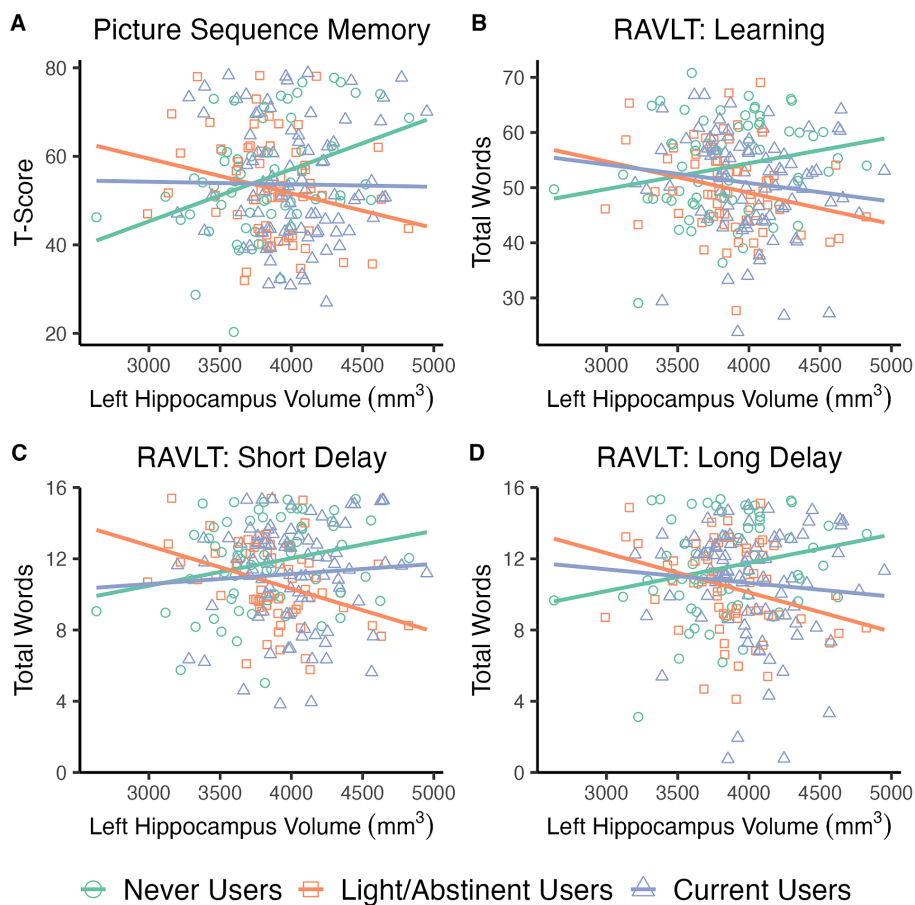 A Picture Sequence Memory
80
60
40
20
T-Score
3000 3500 4000 4500 5000
Left Hippocampus Volume (mm³)
B RAVLT: Learning
70
60
50
40
30
Total Words
3000 3500 4000 4500 5000
Left Hippocampus Volume (mm³)
C RAVLT: Short Delay
16
12
8
4
0
Total Words
3000 3500 4000 4500 5000
Left Hippocampus Volume (mm³)
D RAVLT: Long Delay
16
12
8
4
0
Total Words
3000 3500 4000 4500 5000
Left Hippocampus Volume (mm³)
Never Users Light/Abstinent Users Current Users